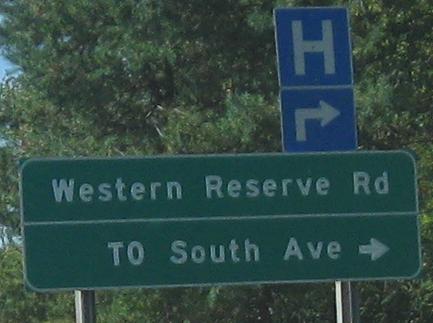 H
Western Reserve Rd
TO South Ave